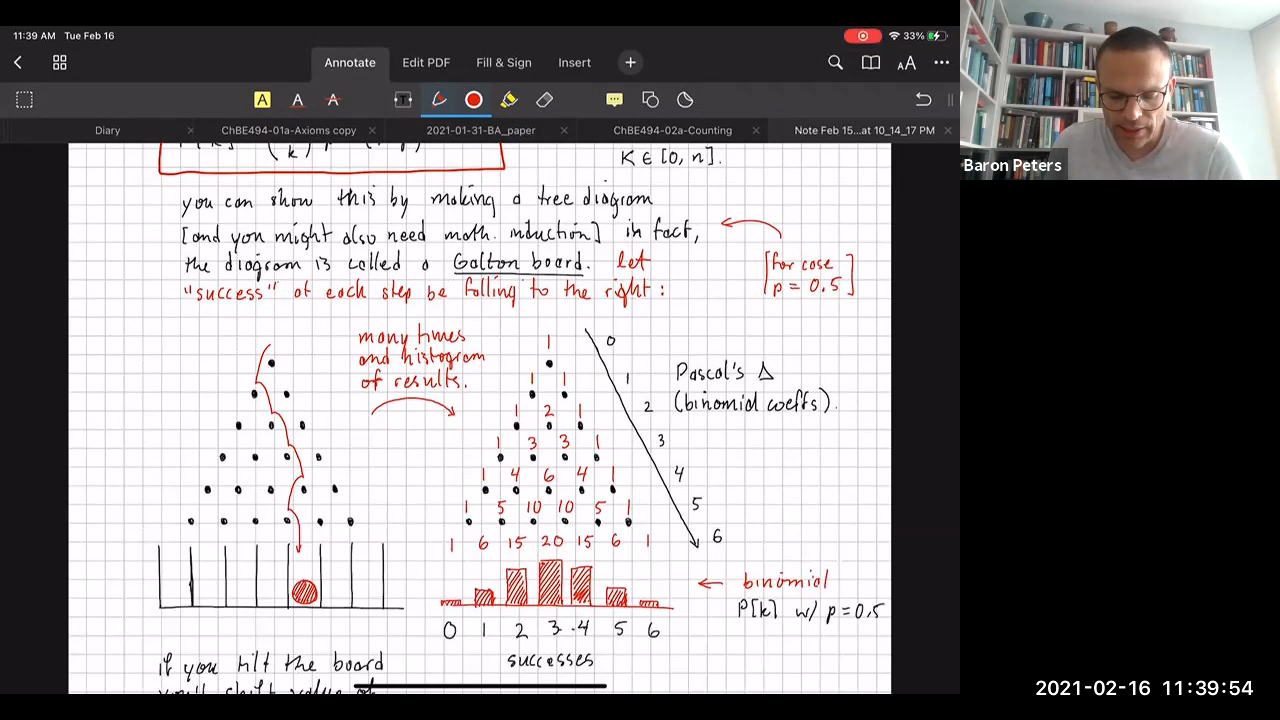 11:39 AM Tue Feb 16
33%
Annotate
Edit PDF
Fill & Sign
Insert
Diary
ChBE494-01a-Axioms copy
2021-01-31-BA_paper
ChBE494-02a-Counting
Note Feb 15...at 10_14_17 PM
Baron Peters
K ∈ [0, n].
you can show this by making a tree diagram
[and you might also need math. induction] in fact,
the diagram is called a Galton board. let
"success" at each step be falling to the right:
[for case
p = 0.5]
many times
and histogram
of results.
Pascal's Δ
(binomial coeffs).
1 0
1 1 1
1 2 1 2
1 3 3 1 3
1 4 6 4 1 4
1 5 10 10 5 1 5
1 6 15 20 15 6 1 6
← binomial
P[k] w/ p = 0.5
0 1 2 3 4 5 6
successes
if you tilt the board
2021-02-16 11:39:54